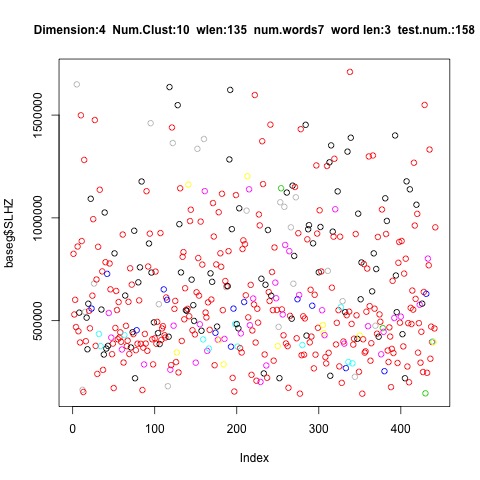 Dimension:4 Num.Clust:10 wlen:135 num.words7 word len:3 test.num.:158
baseg$SLHZ
1500000
1000000
500000
0 100 200 300 400
Index